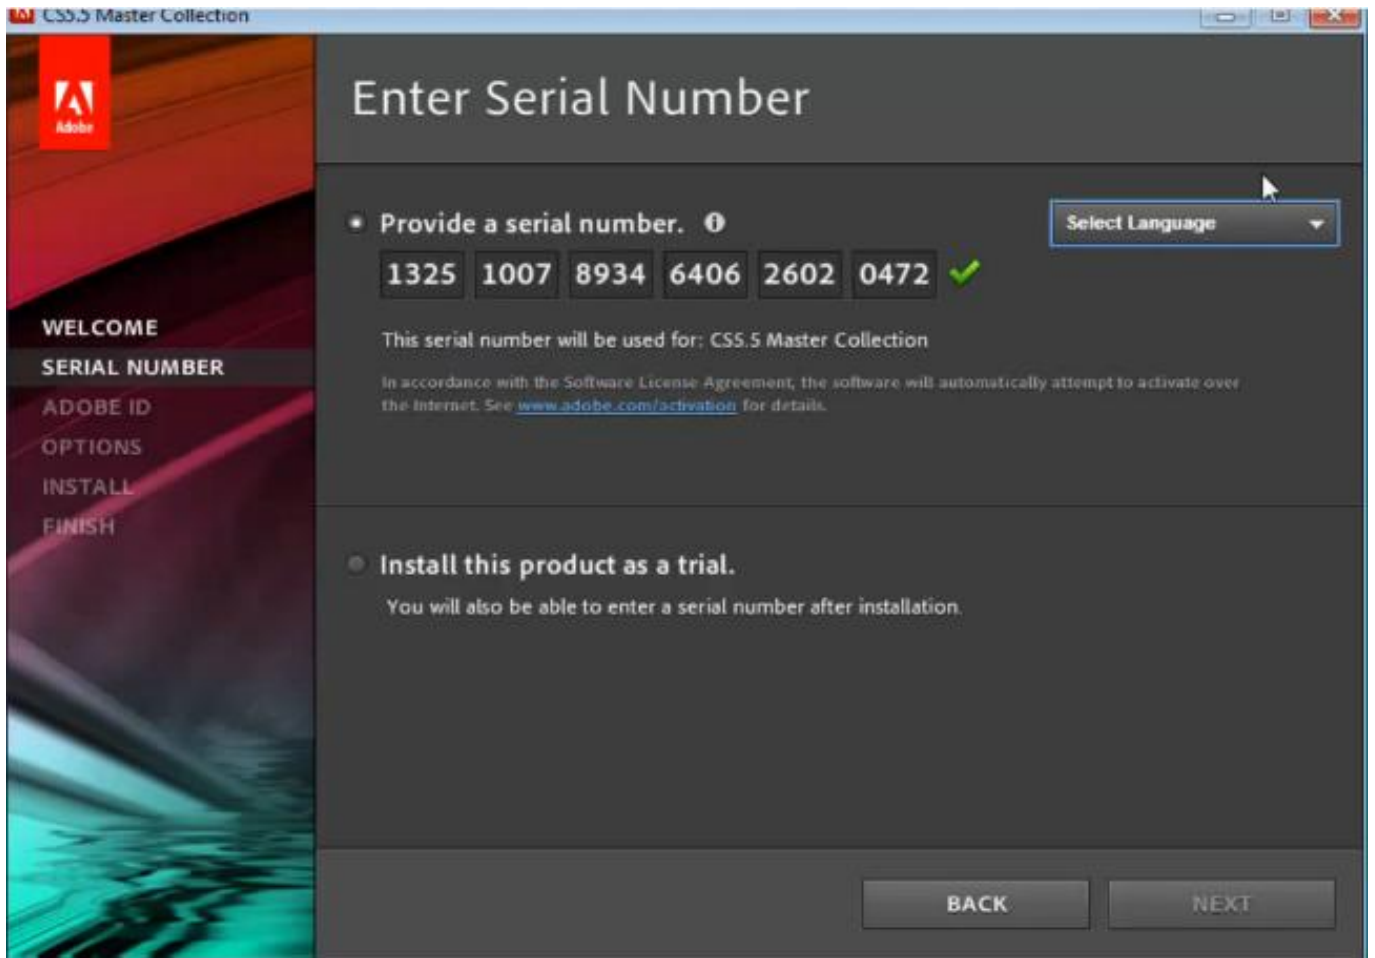 CS5.5 Master Collection
Adobe
Enter Serial Number
Provide a serial number.
Select Language
1325 1007 8934 6406 2602 0472
This serial number will be used for: CS5.5 Master Collection
In accordance with the Software License Agreement, the software will automatically attempt to activate over
the Internet. See www.adobe.com/activation for details.
WELCOME
SERIAL NUMBER
ADOBE ID
OPTIONS
INSTALL
FINISH
Install this product as a trial.
You will also be able to enter a serial number after installation.
BACK
NEXT